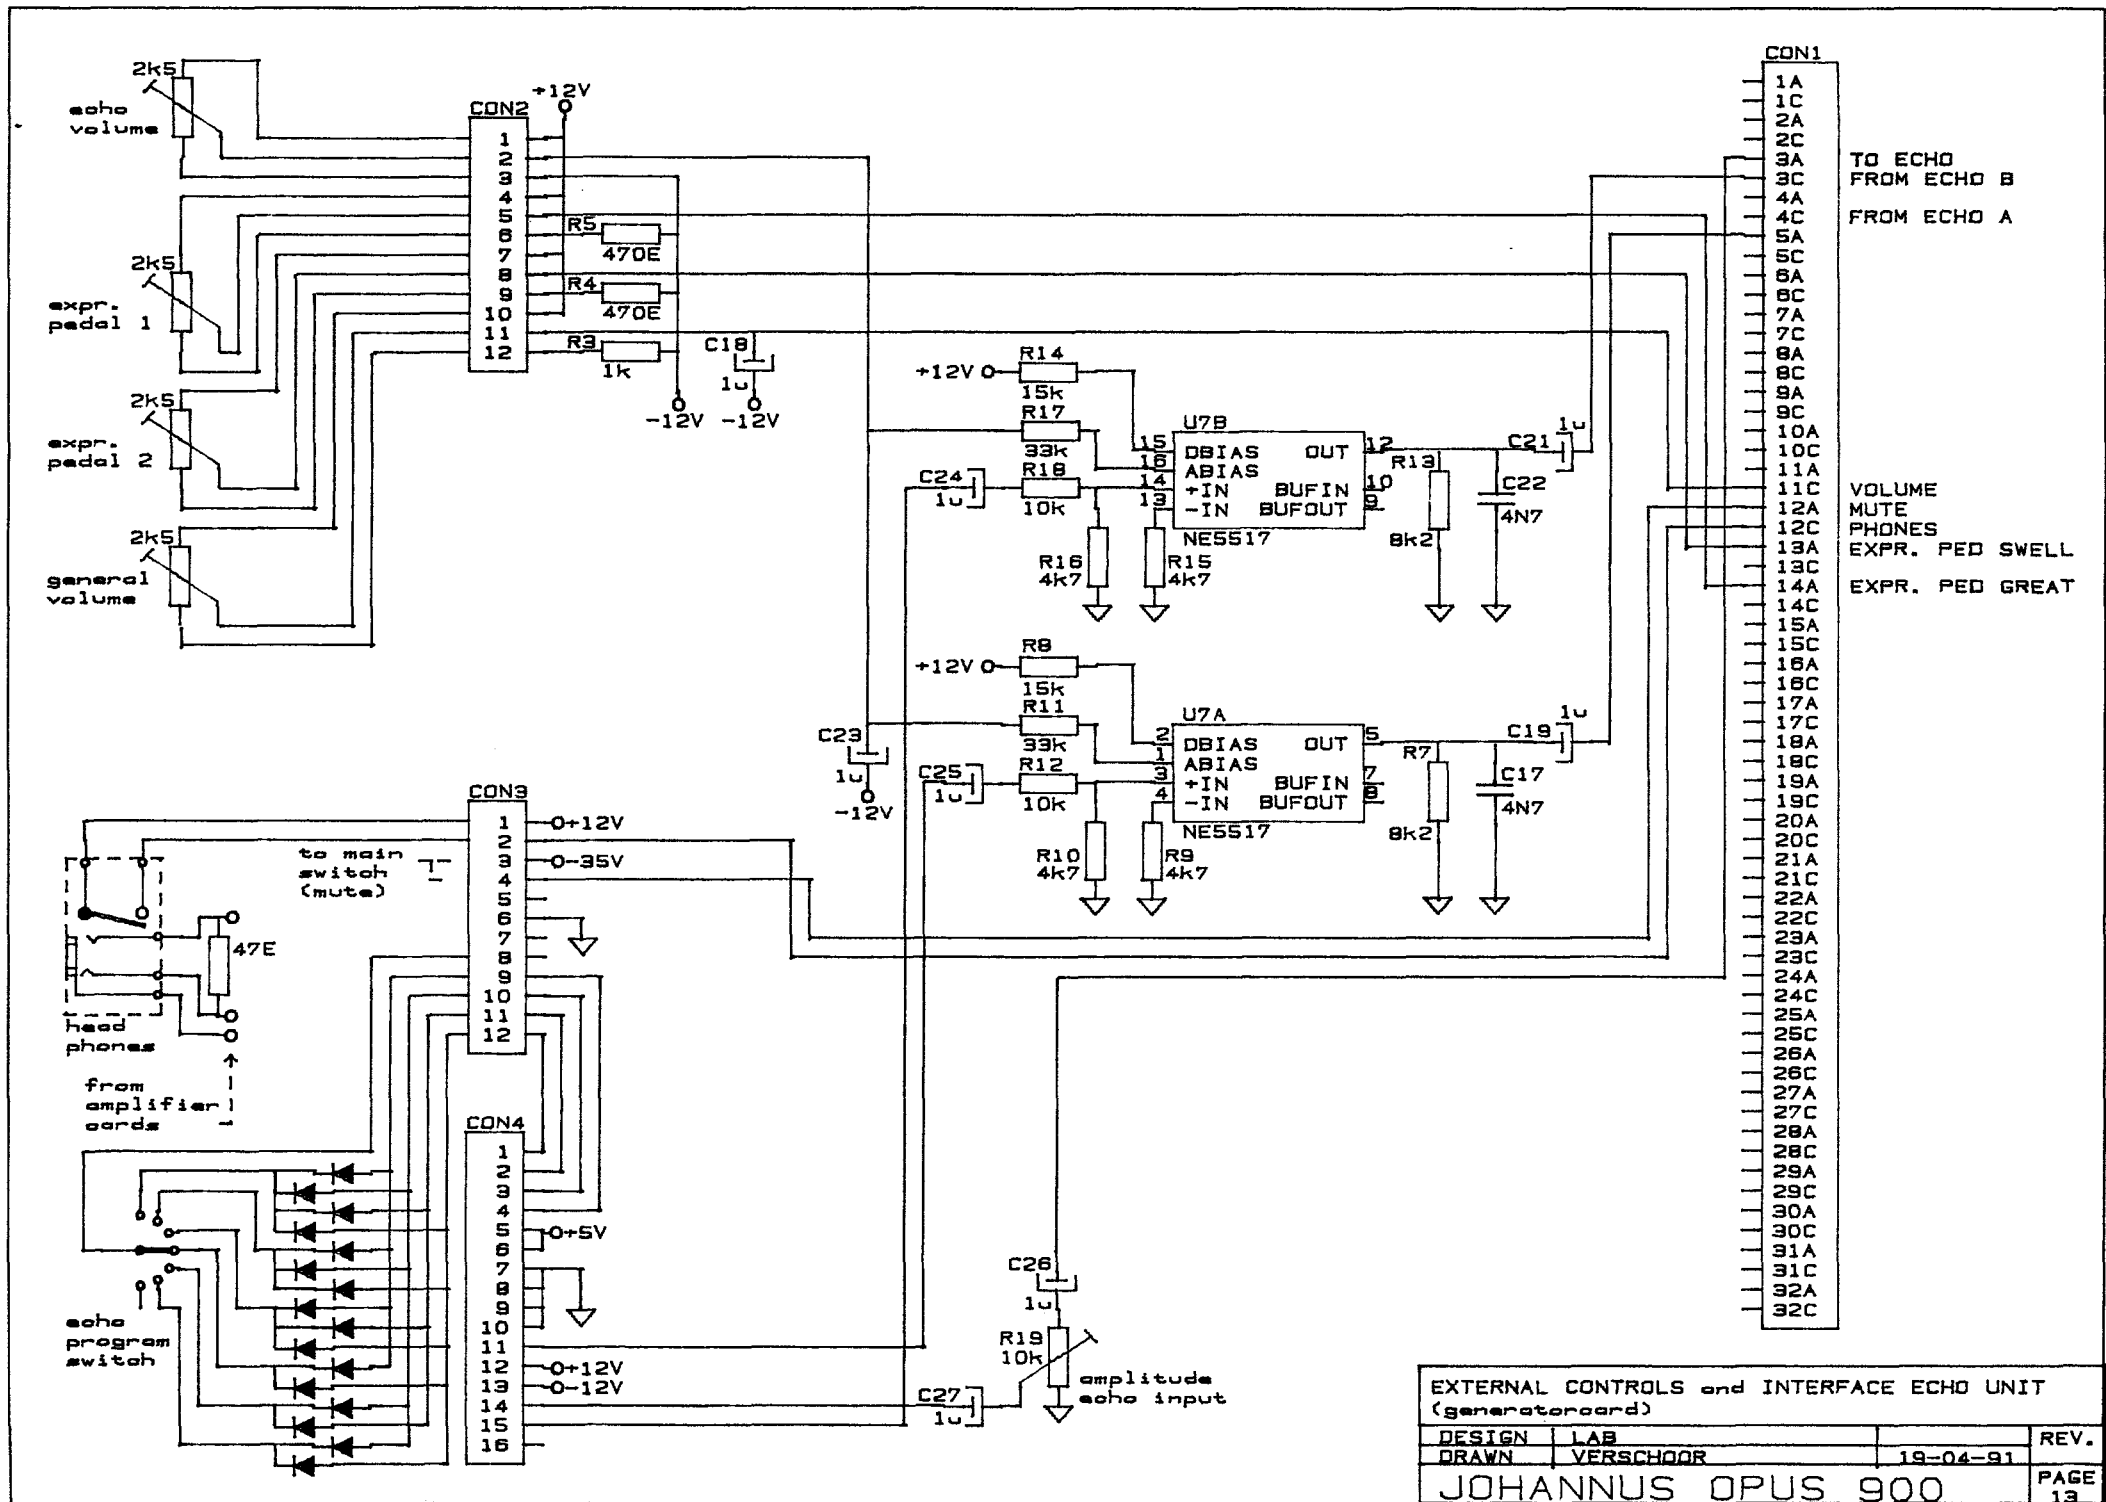 2k5
echo
volume
2k5
expr.
pedal 1
2k5
expr.
pedal 2
2k5
general
volume
CON2
1
2
3
4
5
6
7
8
9
10
11
12
+12V
R5
470E
R4
470E
R3
1k
C18
1u
-12V
-12V
+12V
R14
15k
R17
33k
C24
1u
R18
10k
U7B
15
DBIAS
OUT
12
16
ABIAS
14
+IN
BUFIN
10
13
-IN
BUFOUT
9
NE5517
R16
4k7
R15
4k7
R13
8k2
C21
1u
C22
4N7
+12V
R8
15k
R11
33k
C23
1u
-12V
C25
1u
R12
10k
U7A
2
DBIAS
OUT
5
1
ABIAS
3
+IN
BUFIN
7
4
-IN
BUFOUT
8
NE5517
R10
4k7
R9
4k7
R7
8k2
C19
1u
C17
4N7
CON3
1
2
3
4
5
6
7
8
9
10
11
12
+12V
-35V
to main
switch
(mute)
47E
head
phones
from
amplifier
cards
CON4
1
2
3
4
5
6
7
8
9
10
11
12
13
14
15
16
+5V
+12V
-12V
echo
program
switch
C26
1u
R19
10k
C27
1u
amplitude
echo input
CON1
1A
1C
2A
2C
3A TO ECHO
3C FROM ECHO B
4A
4C FROM ECHO A
5A
5C
6A
6C
7A
7C
8A
8C
9A
9C
10A
10C
11A
11C VOLUME
12A MUTE
12C PHONES
13A EXPR. PED SWELL
13C
14A EXPR. PED GREAT
14C
15A
15C
16A
16C
17A
17C
18A
18C
19A
19C
20A
20C
21A
21C
22A
22C
23A
23C
24A
24C
25A
25C
26A
26C
27A
27C
28A
28C
29A
29C
30A
30C
31A
31C
32A
32C
EXTERNAL CONTROLS and INTERFACE ECHO UNIT
(generatorcard)
DESIGN LAB REV.
DRAWN VERSCHOOR 19-04-91
JOHANNUS OPUS 900
PAGE
13